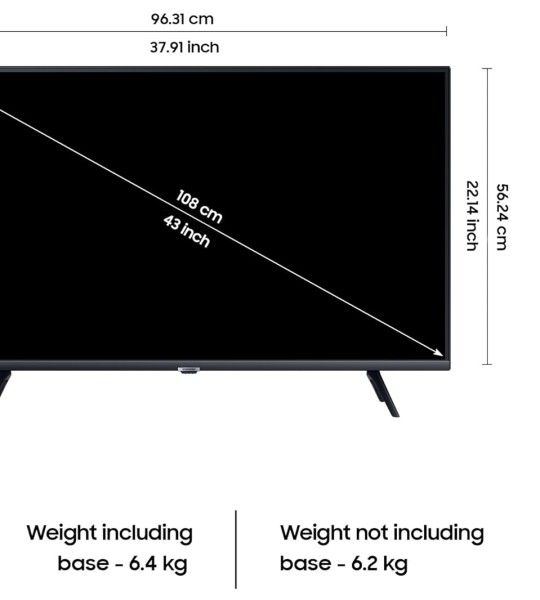 96.31 cm
37.91 inch
108 cm
43 inch
22.14 inch
56.24 cm
Weight including
base - 6.4 kg
Weight not including
base - 6.2 kg